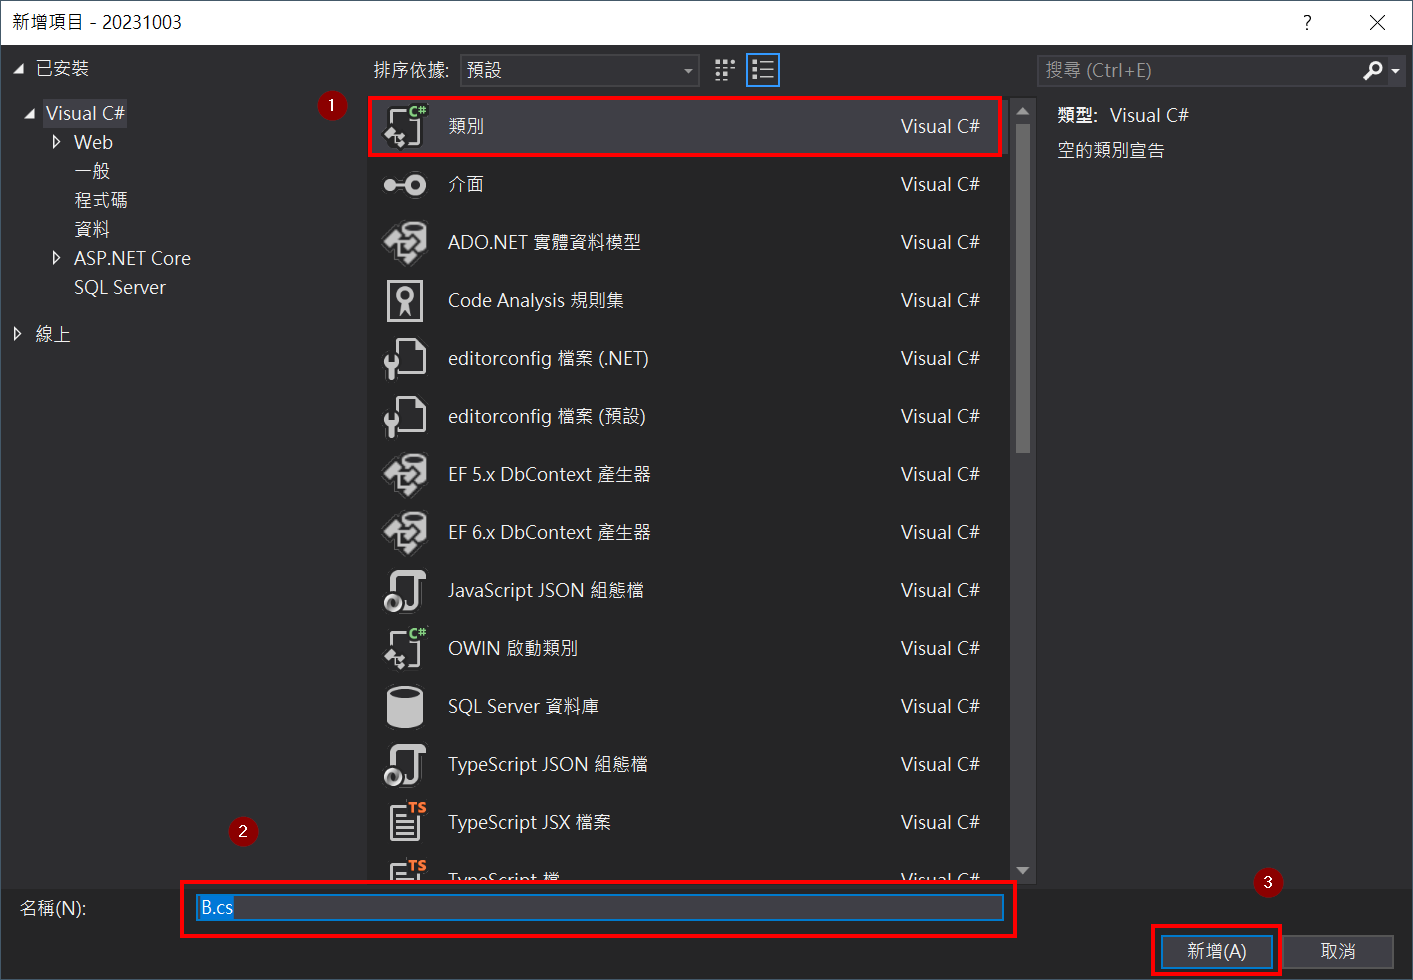 新增項目 - 20231003
?
已安裝
Visual C#
Web
一般
程式碼
資料
ASP.NET Core
SQL Server
線上
排序依據:
預設
1
類別 Visual C#
介面 Visual C#
ADO.NET 實體資料模型 Visual C#
Code Analysis 規則集 Visual C#
editorconfig 檔案 (.NET) Visual C#
editorconfig 檔案 (預設) Visual C#
EF 5.x DbContext 產生器 Visual C#
EF 6.x DbContext 產生器 Visual C#
JavaScript JSON 組態檔 Visual C#
OWIN 啟動類別 Visual C#
SQL Server 資料庫 Visual C#
TypeScript JSON 組態檔 Visual C#
TypeScript JSX 檔案 Visual C#
TypeScript 檔 Visual C#
搜尋 (Ctrl+E)
類型: Visual C#
空的類別宣告
2
名稱(N):
B.cs
3
新增(A)
取消